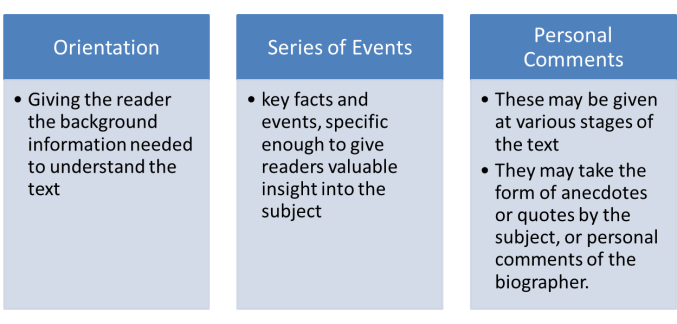 Orientation
• Giving the reader
the background
information needed
to understand the
text
Series of Events
• key facts and
events, specific
enough to give
readers valuable
insight into the
subject
Personal
Comments
• These may be given
at various stages of
the text
• They may take the
form of anecdotes
or quotes by the
subject, or personal
comments of the
biographer.